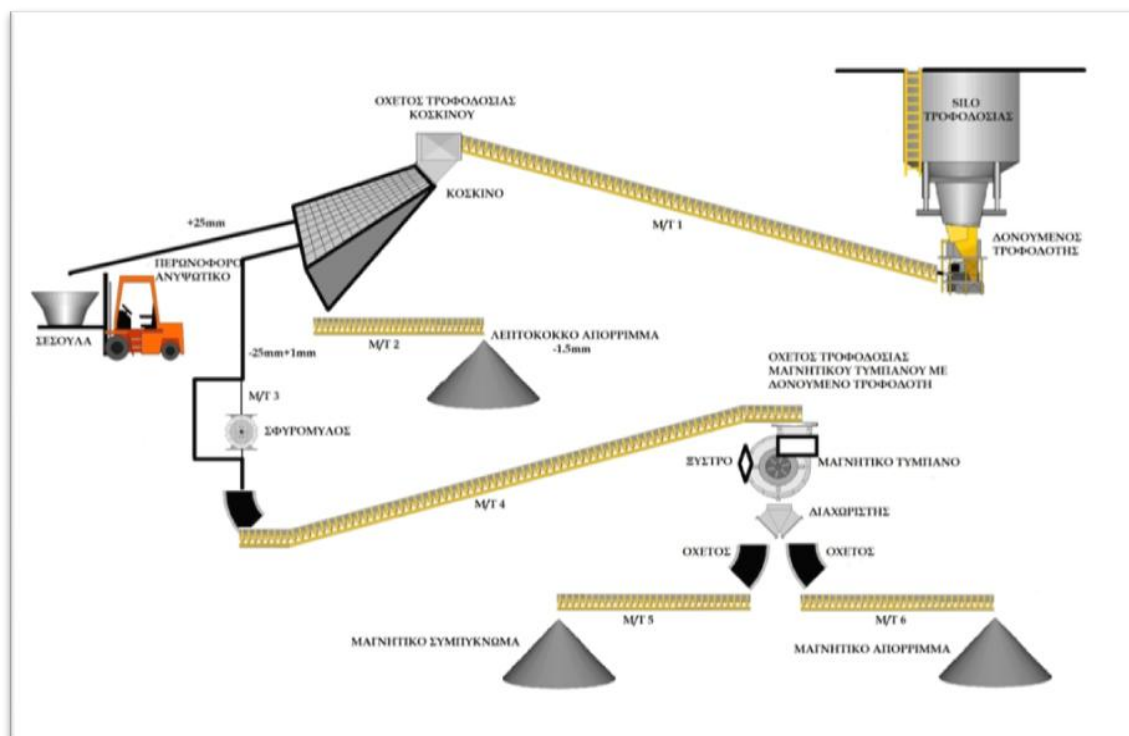 SILO
ΤΡΟΦΟΔΟΣΙΑΣ
ΟΧΕΤΟΣ ΤΡΟΦΟΔΟΣΙΑΣ
ΚΟΣΚΙΝΟΥ
ΚΟΣΚΙΝΟ
M/T 1
ΔΟΝΟΥΜΕΝΟΣ
ΤΡΟΦΟΔΟΤΗΣ
+25mm
ΠΕΡΩΝΟΦΟΡΟ
ΑΝΥΨΩΤΙΚΟ
ΣΕΣΟΥΛΑ
M/T 2
ΛΕΠΤΟΚΟΚΚΟ ΑΠΟΡΡΙΜΜΑ
-1.5mm
-25mm+1mm
M/T 3
ΣΦΥΡΟΜΥΛΟΣ
ΟΧΕΤΟΣ ΤΡΟΦΟΔΟΣΙΑΣ
ΜΑΓΝΗΤΙΚΟΥ ΤΥΜΠΑΝΟΥ ΜΕ
ΔΟΝΟΥΜΕΝΟ ΤΡΟΦΟΔΟΤΗ
ΞΥΣΤΡΟ
ΜΑΓΝΗΤΙΚΟ ΤΥΜΠΑΝΟ
M/T 4
ΔΙΑΧΩΡΙΣΤΗΣ
ΟΧΕΤΟΣ
ΟΧΕΤΟΣ
M/T 5
M/T 6
ΜΑΓΝΗΤΙΚΟ ΣΥΜΠΥΚΝΩΜΑ
ΜΑΓΝΗΤΙΚΟ ΑΠΟΡΡΙΜΜΑ